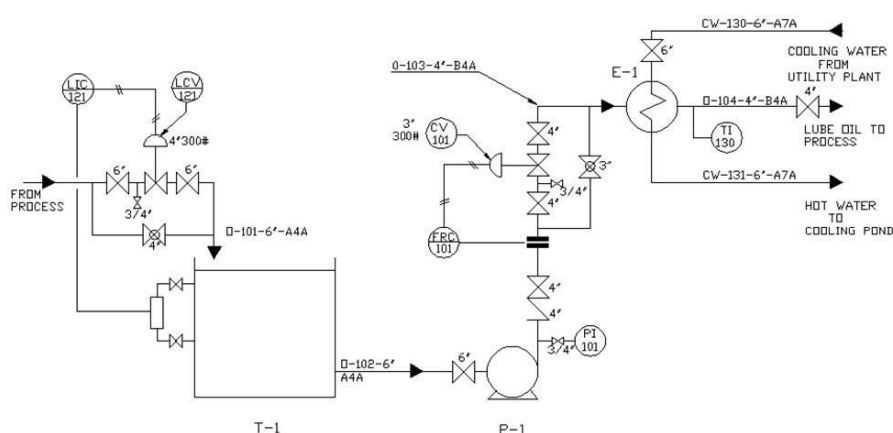 LIC
121
LCV
121
4"300#
6"
6"
3/4"
4"
FROM
PROCESS
O-101-6"-A4A
O-102-6"
A4A
T-1
6"
P-1
PI
101
3/4"
4"
4"
FRC
101
4"
3/4"
3"
300#
CV
101
4"
3"
O-103-4"-B4A
E-1
6"
CW-130-6"-A7A
COOLING WATER
FROM
UTILITY PLANT
O-104-4"-B4A
4"
TI
130
LUBE OIL TO
PROCESS
CW-131-6"-A7A
HOT WATER
TO
COOLING POND